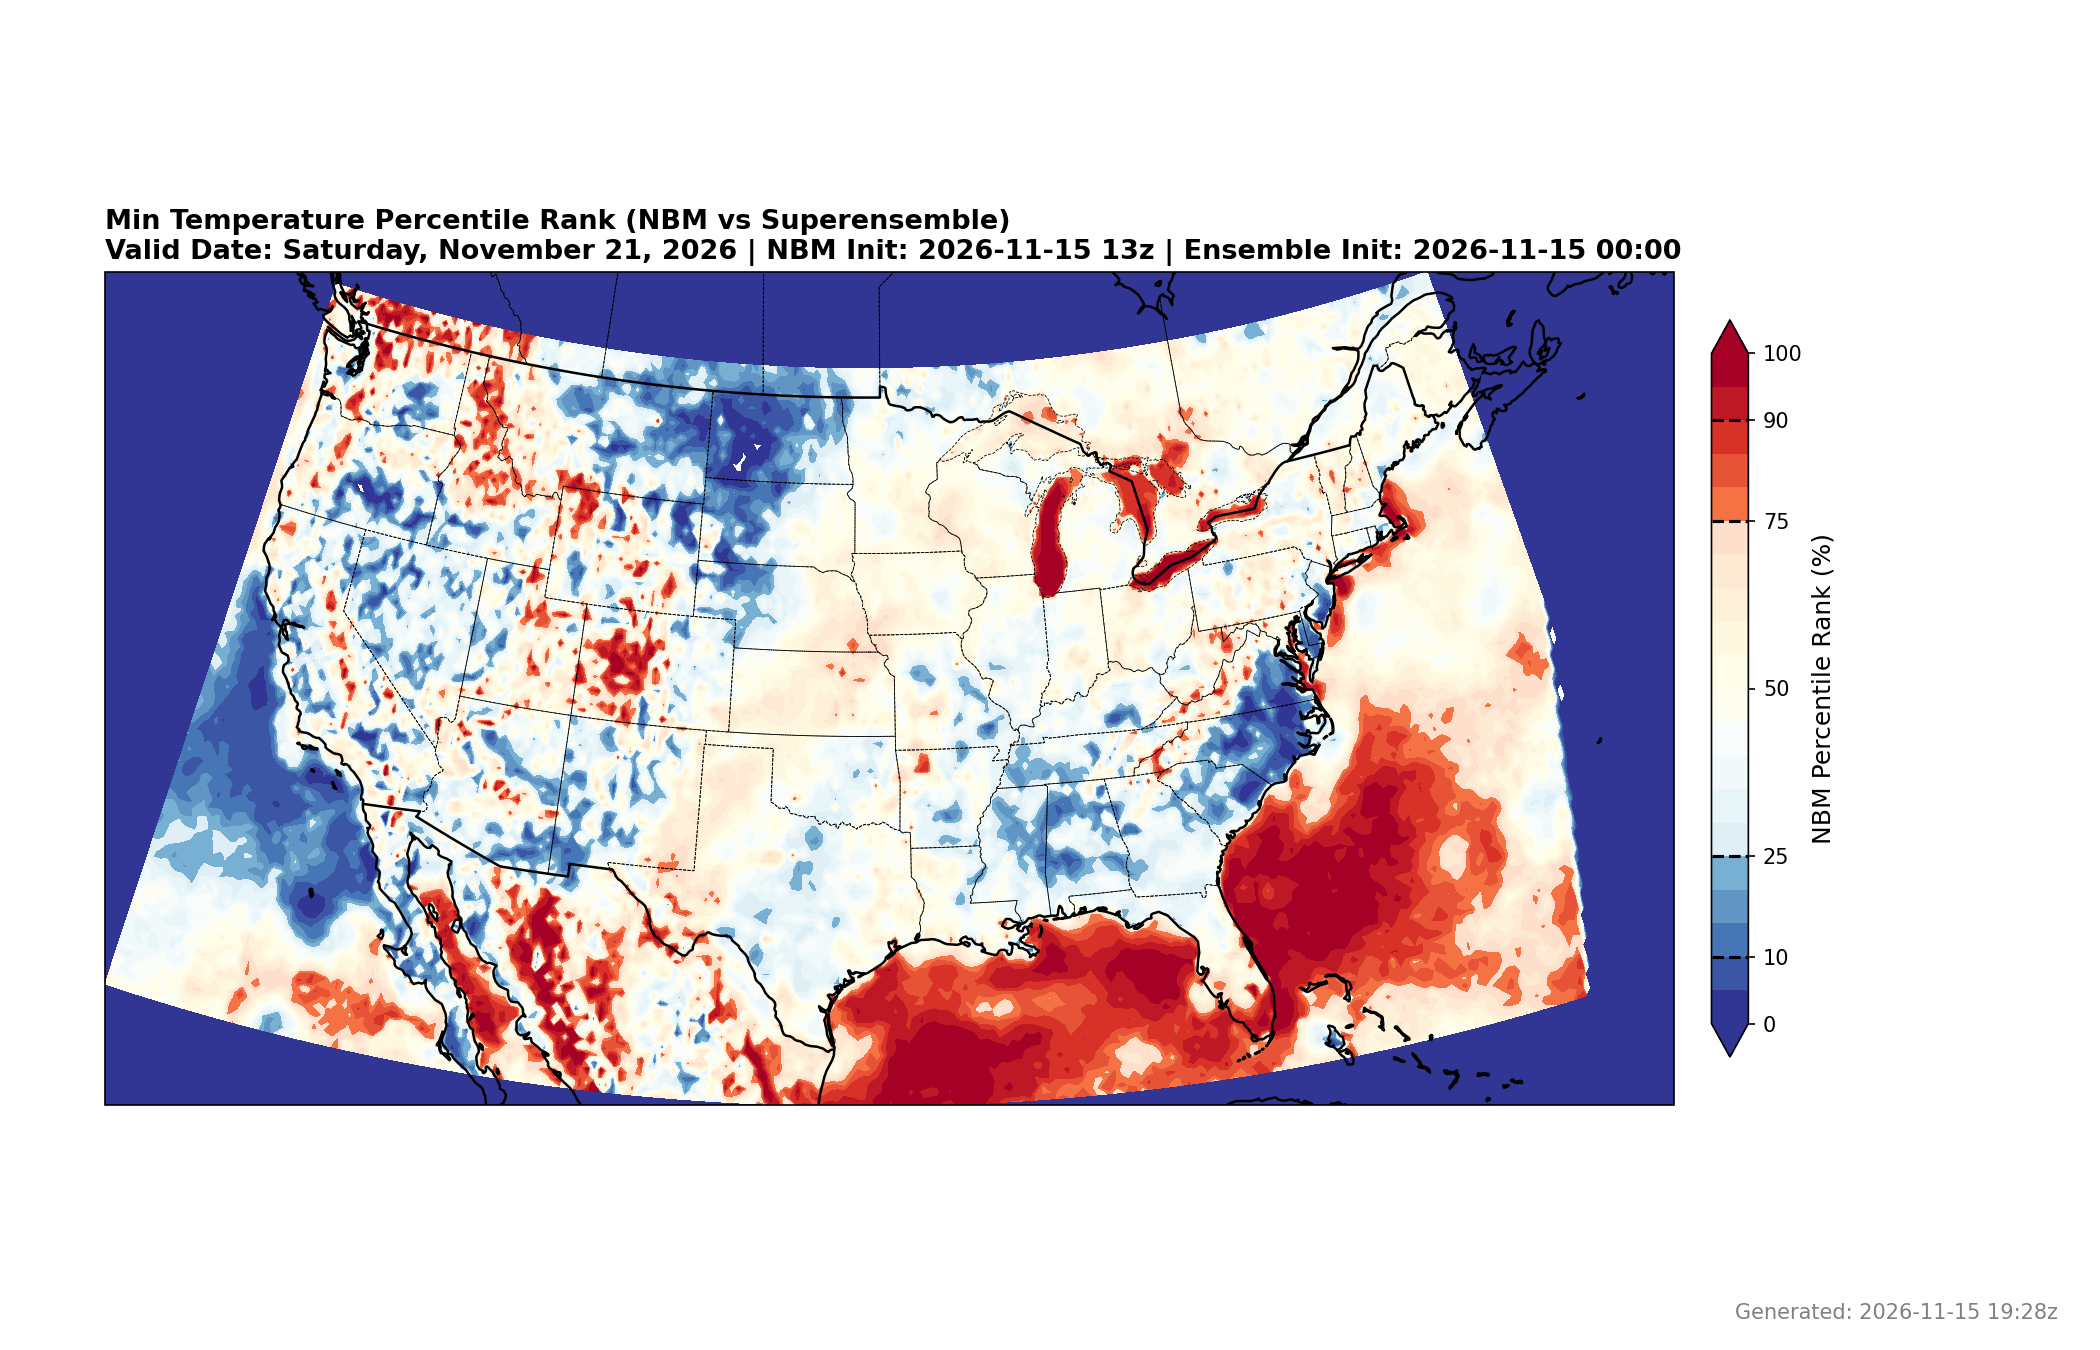 Min Temperature Percentile Rank (NBM vs Superensemble)
Valid Date: Saturday, November 21, 2026 | NBM Init: 2026-11-15 13z | Ensemble Init: 2026-11-15 00:00
100
90
75
50
25
10
0
NBM Percentile Rank (%)
Generated: 2026-11-15 19:28z